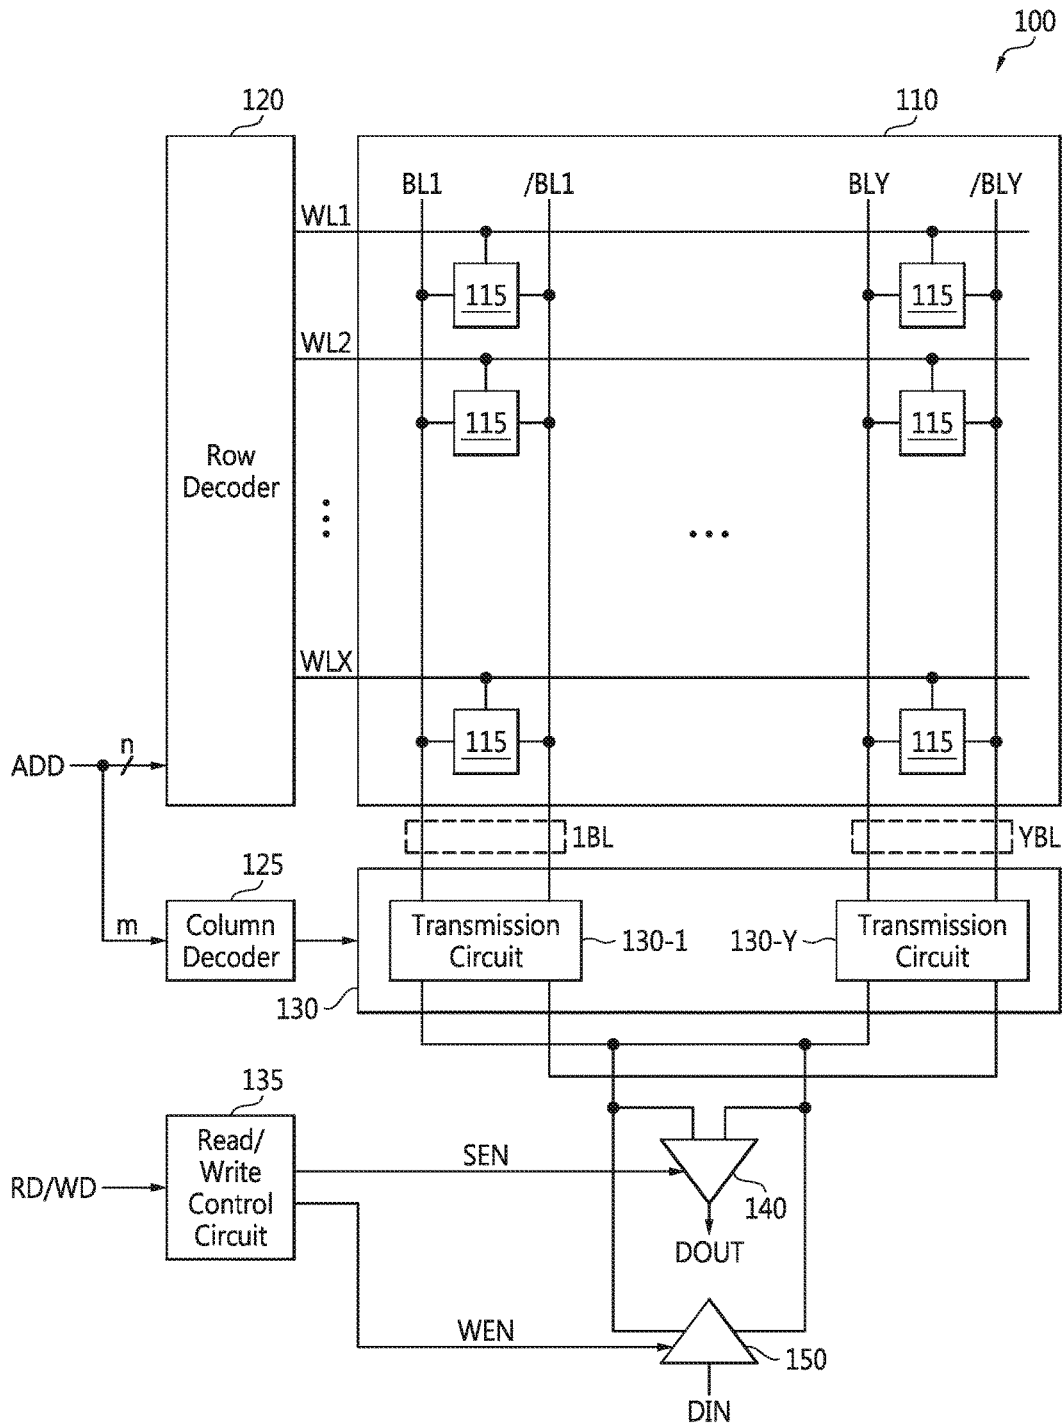 100
120
110
BL1
/BL1
BLY
/BLY
WL1
115
115
WL2
115
115
Row
Decoder
WLX
115
115
ADD
n
1BL
YBL
125
m
Column
Decoder
Transmission
Circuit
130-1
130-Y
Transmission
Circuit
130
135
Read/
Write
Control
Circuit
RD/WD
SEN
140
DOUT
WEN
150
DIN